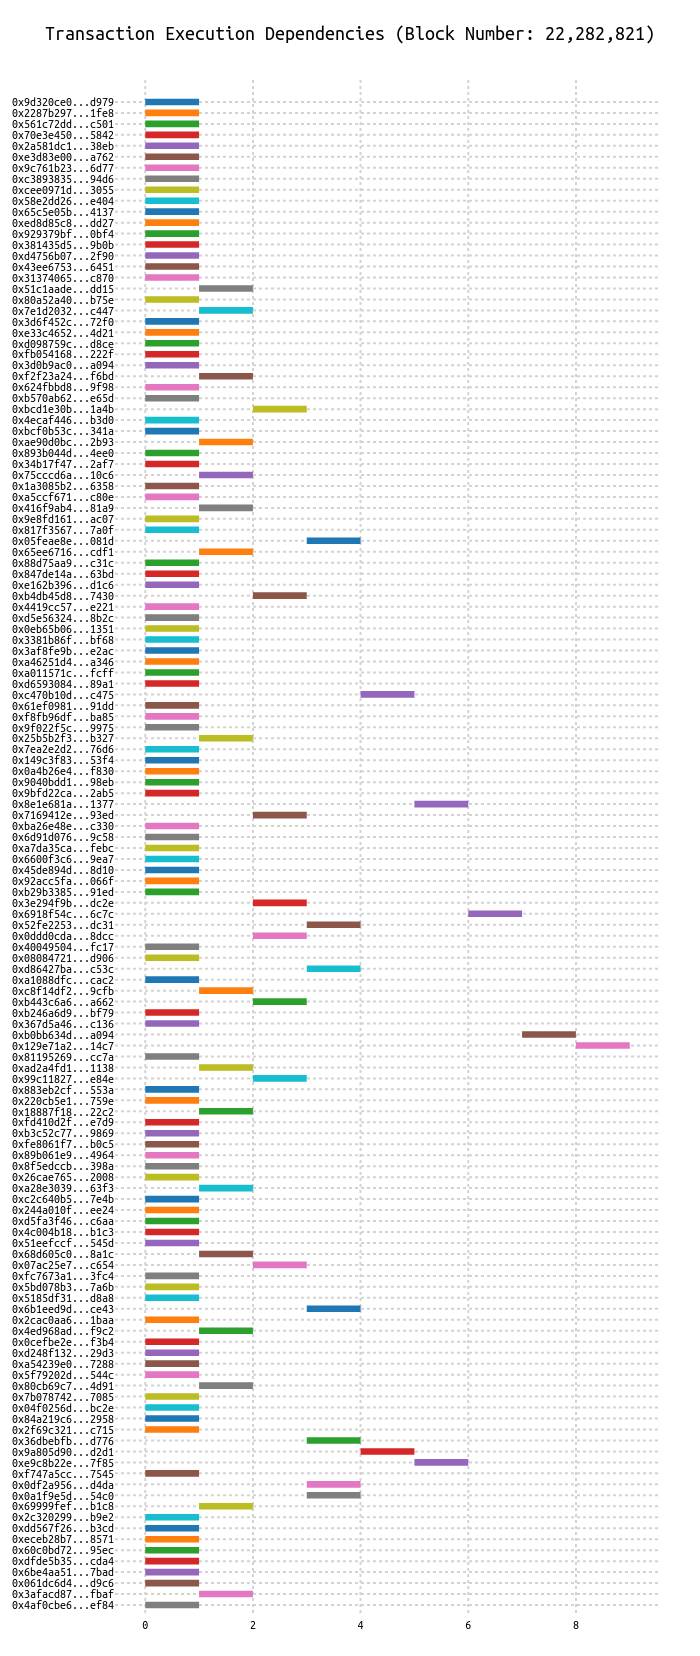 Transaction Execution Dependencies (Block Number: 22,282,821)
0x9d320ce0...d979
0x2287b297...1fe8
0x561c72dd...c501
0x70e3e450...5842
0x2a581dc1...38eb
0xe3d83e00...a762
0x9c761b23...6d77
0xc3893835...94d6
0xcee0971d...3055
0x58e2dd26...e404
0x65c5e05b...4137
0xed8d85c8...dd27
0x929379bf...0bf4
0x381435d5...9b0b
0xd4756b07...2f90
0x43ee6753...6451
0x31374065...c870
0x51c1aade...dd15
0x80a52a40...b75e
0x7e1d2032...c447
0x3d6f452c...72f0
0xe33c4652...4d21
0xd098759c...d8ce
0xfb054168...222f
0x3d0b9ac0...a094
0xf2f23a24...f6bd
0x624fbbd8...9f98
0xb570ab62...e65d
0xbcd1e30b...1a4b
0x4ecaf446...b3d0
0xbcf0b53c...341a
0xae90d0bc...2b93
0x893b044d...4ee0
0x34b17f47...2af7
0x75cccd6a...10c6
0x1a3085b2...6358
0xa5ccf671...c80e
0x416f9ab4...81a9
0x9e8fd161...ac07
0x817f3567...7a0f
0x05feae8e...081d
0x65ee6716...cdf1
0x88d75aa9...c31c
0x847de14a...63bd
0xe162b396...d1c6
0xb4db45d8...7430
0x4419cc57...e221
0xd5e56324...8b2c
0x0eb65b06...1351
0x3381b86f...bf68
0x3af8fe9b...e2ac
0xa46251d4...a346
0xa011571c...fcff
0xd6593084...89a1
0xc470b10d...c475
0x61ef0981...91dd
0xf8fb96df...ba85
0x9f022f5c...9975
0x25b5b2f3...b327
0x7ea2e2d2...76d6
0x149c3f83...53f4
0x0a4b26e4...f830
0x9040bdd1...98eb
0x9bfd22ca...2ab5
0x8e1e681a...1377
0x7169412e...93ed
0xba26e48e...c330
0x6d91d076...9c58
0xa7da35ca...febc
0x6600f3c6...9ea7
0x45de894d...8d10
0x92acc5fa...066f
0xb29b3385...91ed
0x3e294f9b...dc2e
0x6918f54c...6c7c
0x52fe2253...dc31
0x0ddd0cda...8dcc
0x40049504...fc17
0x08084721...d906
0xd86427ba...c53c
0xa1088dfc...cac2
0xc8f14df2...9cfb
0xb443c6a6...a662
0xb246a6d9...bf79
0x367d5a46...c136
0xb0bb634d...a094
0x129e71a2...14c7
0x81195269...cc7a
0xad2a4fd1...1138
0x99c11827...e84e
0x883eb2cf...553a
0x220cb5e1...759e
0x18887f18...22c2
0xfd410d2f...e7d9
0xb3c52c77...9869
0xfe8061f7...b0c5
0x89b061e9...4964
0x8f5edccb...398a
0x26cae765...2008
0xa28e3039...63f3
0xc2c640b5...7e4b
0x244a010f...ee24
0xd5fa3f46...c6aa
0x4c004b18...b1c3
0x51eefccf...545d
0x68d605c0...8a1c
0x07ac25e7...c654
0xfc7673a1...3fc4
0x5bd078b3...7a6b
0x5185df31...d8a8
0x6b1eed9d...ce43
0x2cac0aa6...1baa
0x4ed968ad...f9c2
0x0cefbe2e...f3b4
0xd248f132...29d3
0xa54239e0...7288
0x5f79202d...544c
0x80cb69c7...4d91
0x7b078742...7085
0x04f0256d...bc2e
0x84a219c6...2958
0x2f69c321...c715
0x36dbebfb...d776
0x9a805d90...d2d1
0xe9c8b22e...7f85
0xf747a5cc...7545
0x0df2a956...d4da
0x0a1f9e5d...54c0
0x69999fef...b1c8
0x2c320299...b9e2
0xdd567f26...b3cd
0xeceb28b7...8571
0x60c0bd72...95ec
0xdfde5b35...cda4
0x6be4aa51...7bad
0x061dc6d4...d9c6
0x3afacd87...fbaf
0x4af0cbe6...ef84
0 2 4 6 8